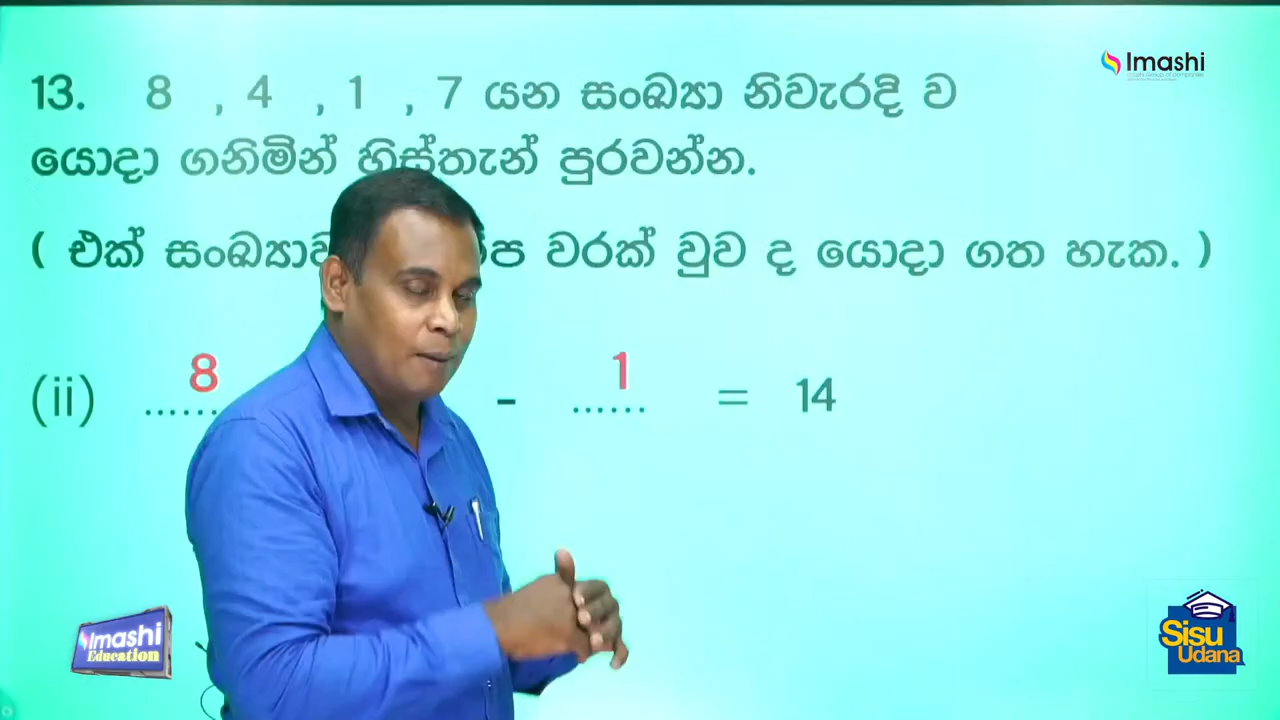 Imashi
13. 8 , 4 , 1 , 7 යන සංඛ්‍යා නිවැරදි ව
යොදා ගනිමින් හිස්තැන් පුරවන්න.
( එක් වරක් වුව ද යොදා ගත හැක. )
(ii) ...8... - ...1... = 14
Imashi
Education
Sisu
Udana